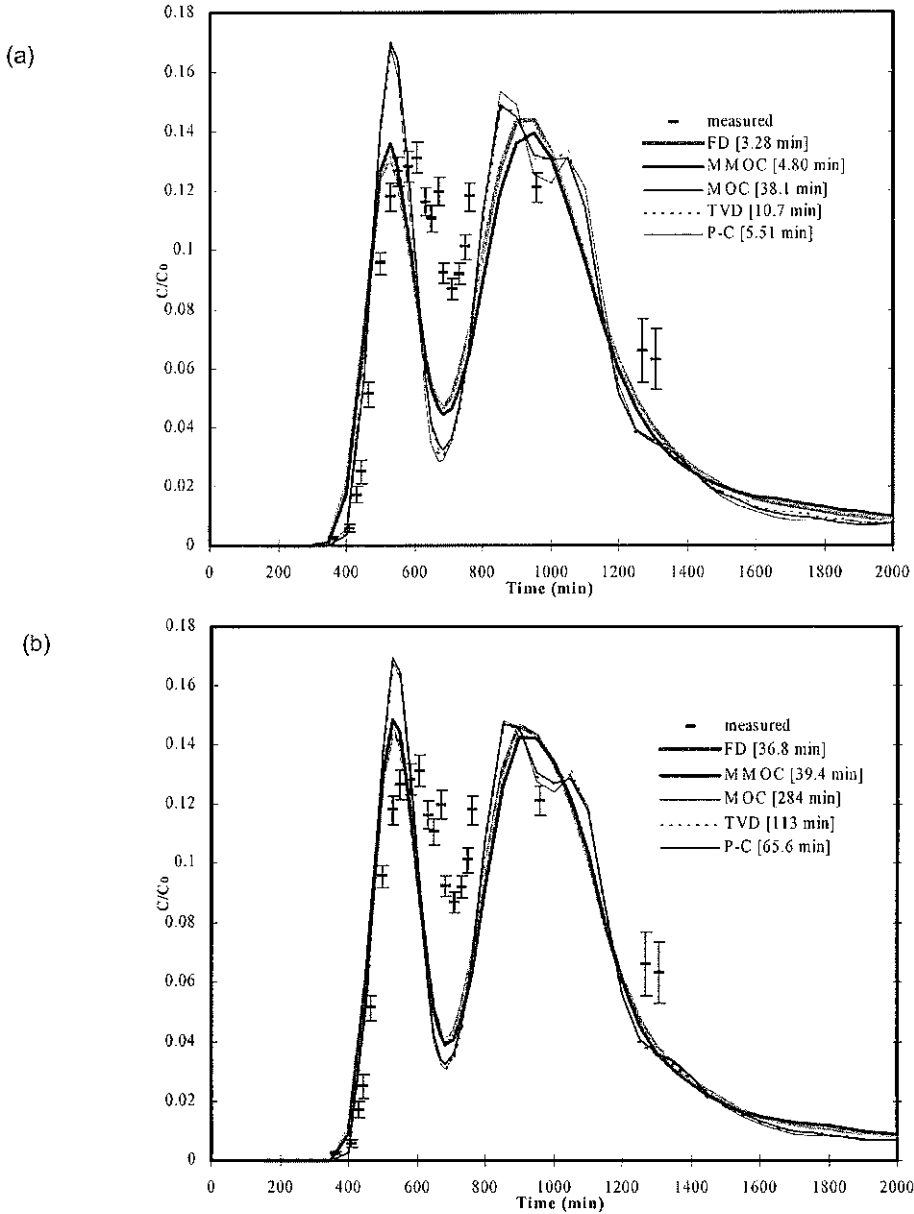 (a)
0.18
0.16
0.14
0.12
0.1
0.08
0.06
0.04
0.02
0
C/Co
measured
FD [3.28 min]
MMOC [4.80 min]
MOC [38.1 min]
TVD [10.7 min]
P-C [5.51 min]
0 200 400 600 800 1000 1200 1400 1600 1800 2000
Time (min)
(b)
0.18
0.16
0.14
0.12
0.1
0.08
0.06
0.04
0.02
0
C/Co
measured
FD [36.8 min]
MMOC [39.4 min]
MOC [284 min]
TVD [113 min]
P-C [65.6 min]
0 200 400 600 800 1000 1200 1400 1600 1800 2000
Time (min)